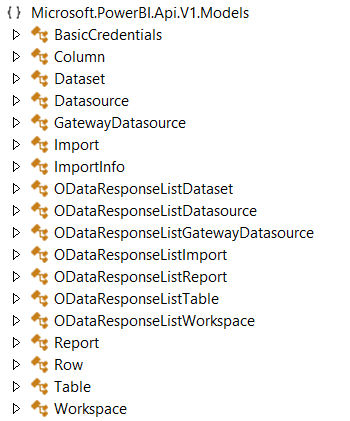 { } Microsoft.PowerBI.Api.V1.Models
BasicCredentials
Column
Dataset
Datasource
GatewayDatasource
Import
ImportInfo
ODataResponseListDataset
ODataResponseListDatasource
ODataResponseListGatewayDatasource
ODataResponseListImport
ODataResponseListReport
ODataResponseListTable
ODataResponseListWorkspace
Report
Row
Table
Workspace